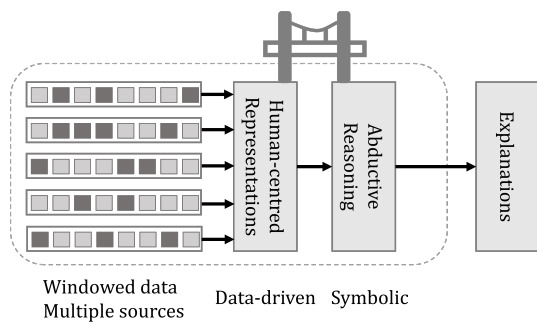 Human-centred
Representations
Abductive
Reasoning
Explanations
Windowed data
Multiple sources
Data-driven
Symbolic